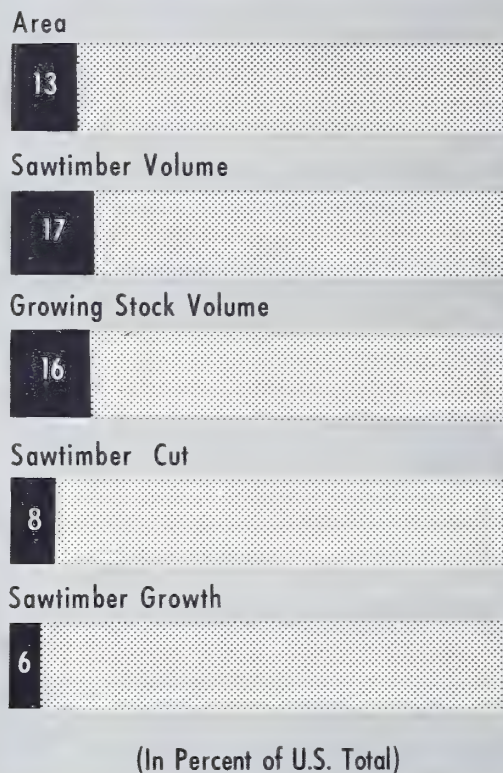 Area
13
Sawtimber Volume
17
Growing Stock Volume
16
Sawtimber Cut
8
Sawtimber Growth
6
(In Percent of U.S. Total)